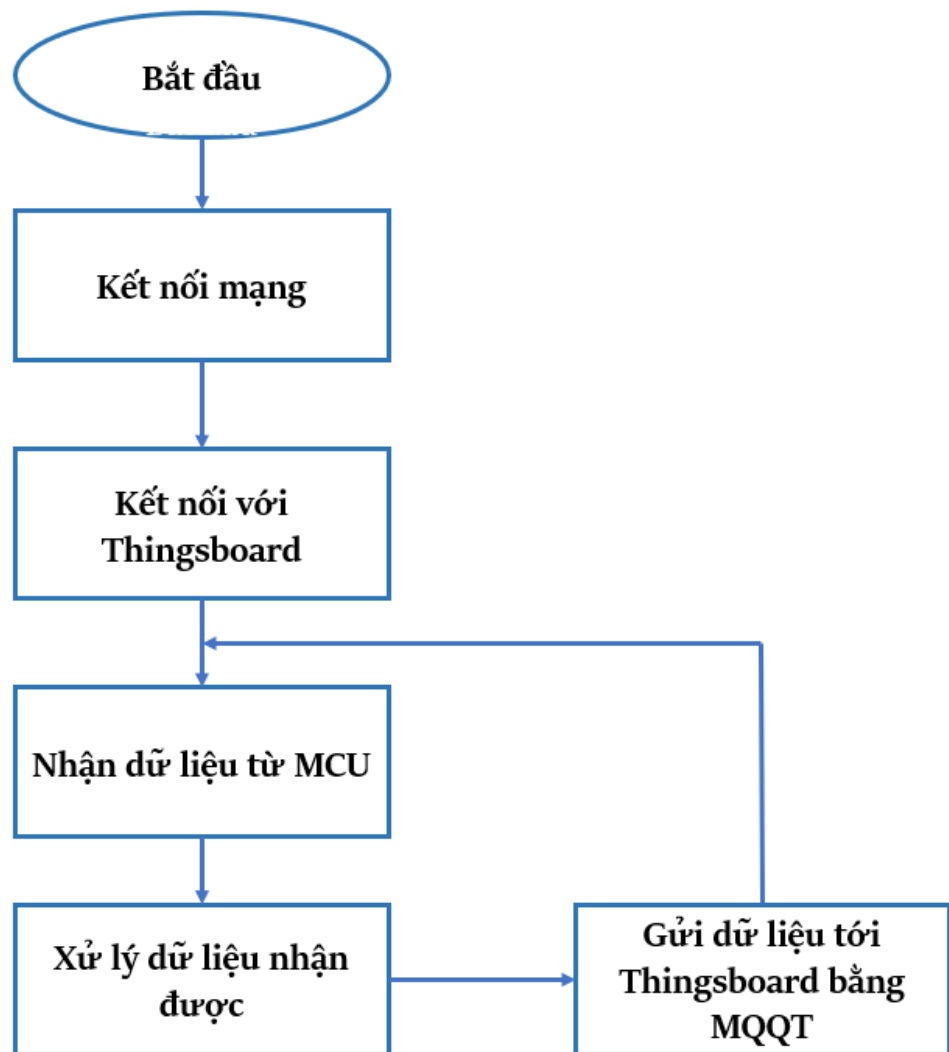 Bắt đầu
Kết nối mạng
Kết nối với
Thingsboard
Nhận dữ liệu từ MCU
Xử lý dữ liệu nhận
được
Gửi dữ liệu tới
Thingsboard bằng
MQQT